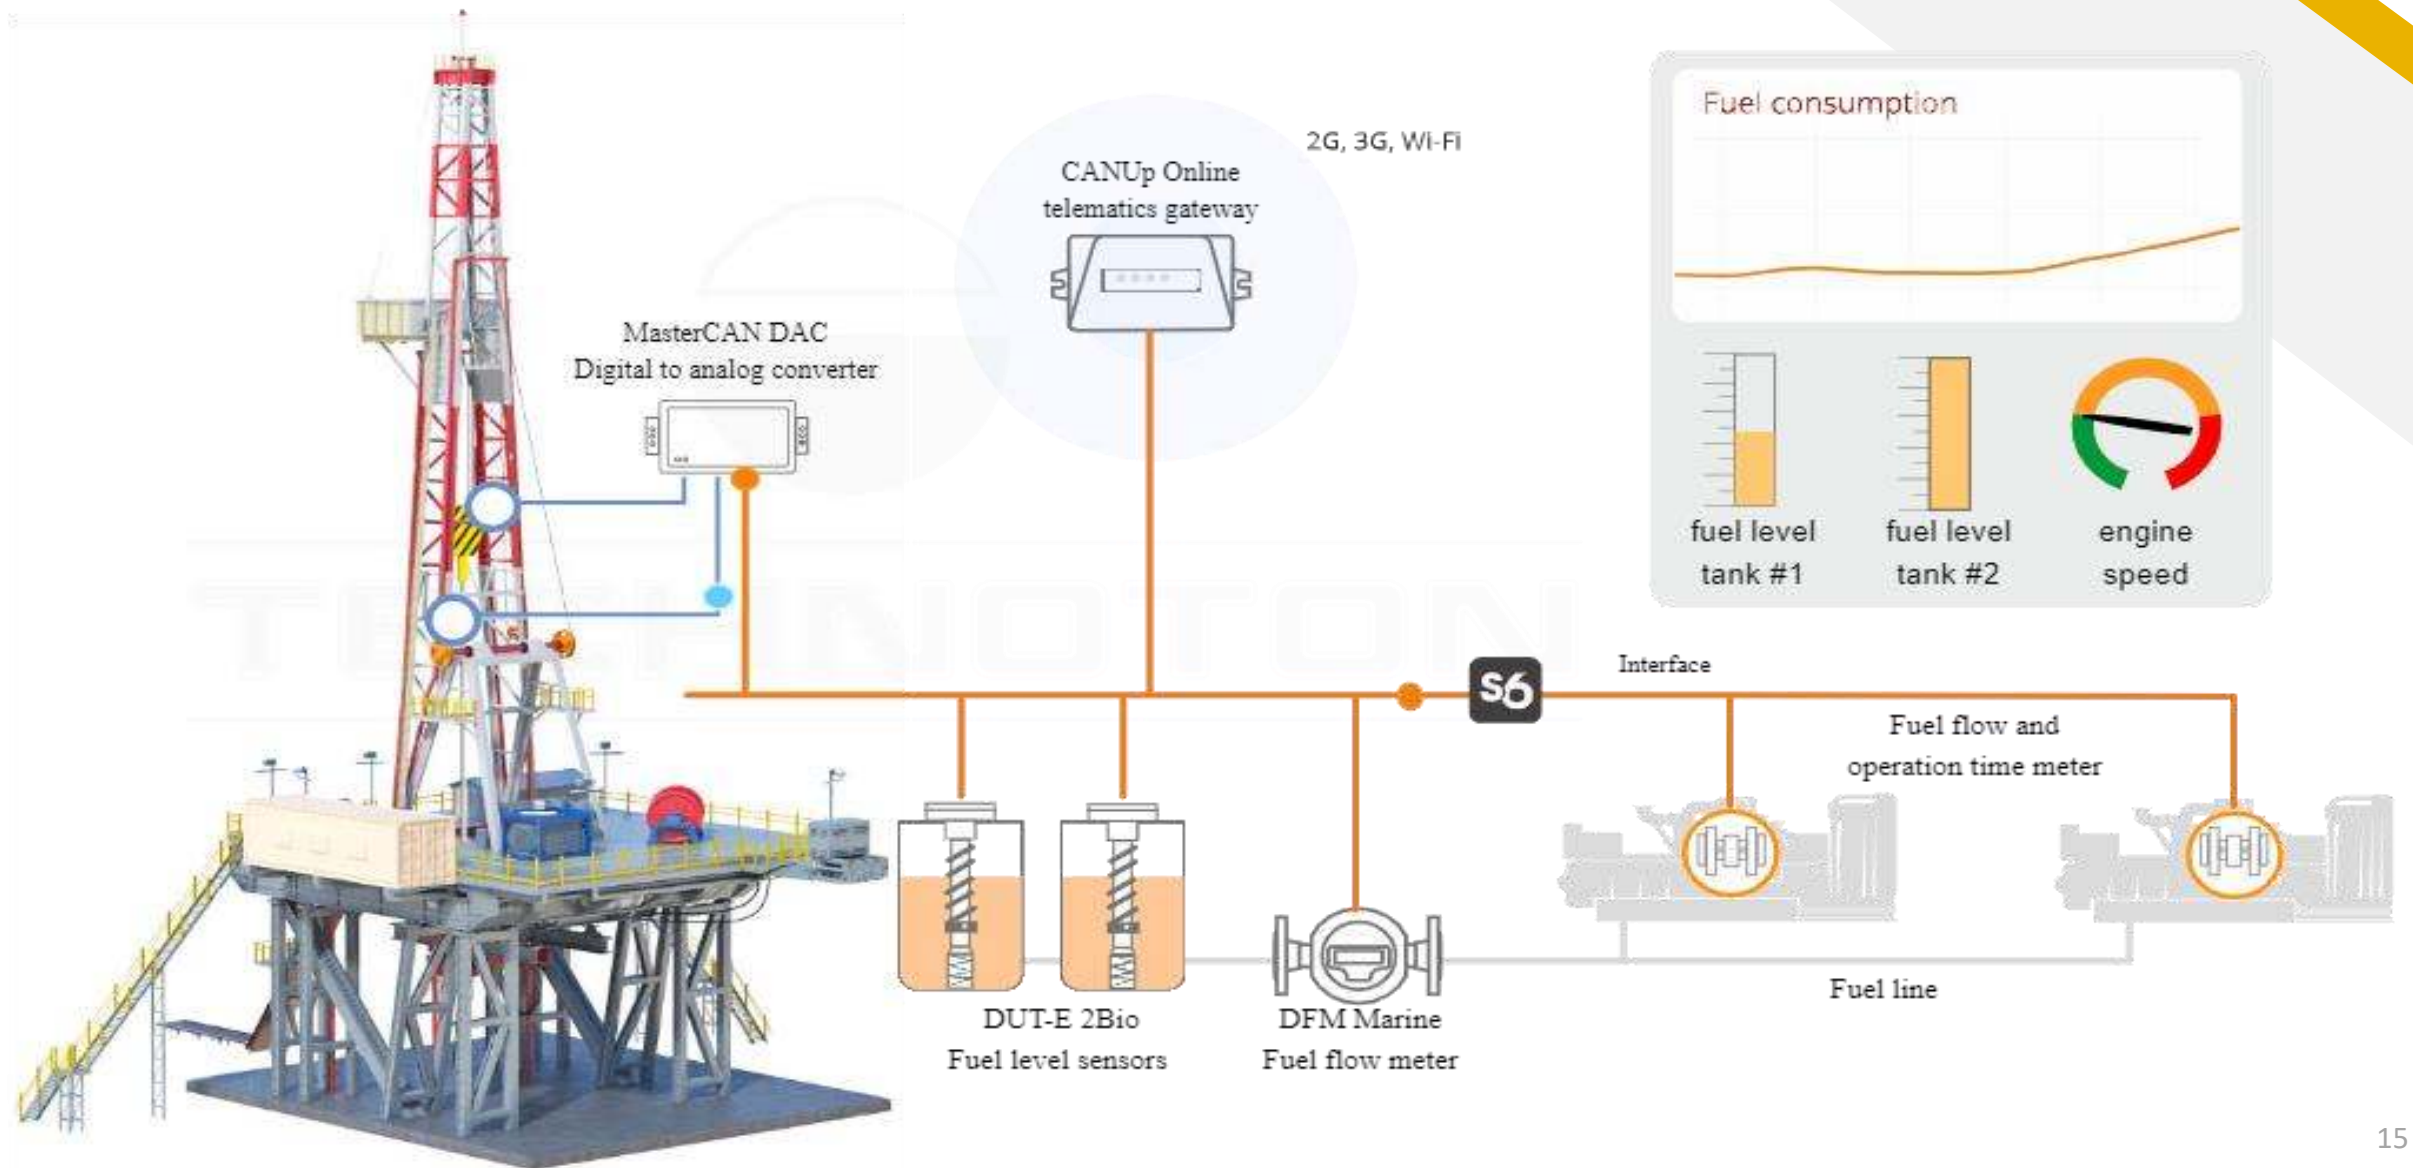 2G, 3G, Wi-Fi
CANUp Online
telematics gateway
MasterCAN DAC
Digital to analog converter
Fuel consumption
fuel level
tank #1
fuel level
tank #2
engine
speed
TECHNOTON
S6
Interface
Fuel flow and
operation time meter
DUT-E 2Bio
Fuel level sensors
DFM Marine
Fuel flow meter
Fuel line
15